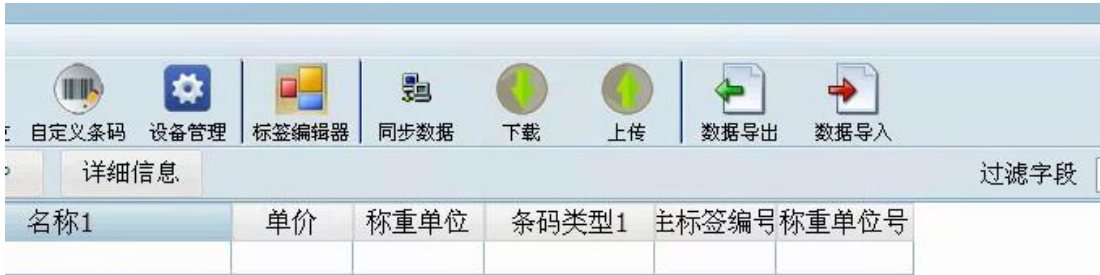 自定义条码 设备管理 标签编辑器 同步数据 下载 上传 数据导出 数据导入
详细信息 过滤字段
名称1 单价 称重单位 条码类型1 主标签编号 称重单位号